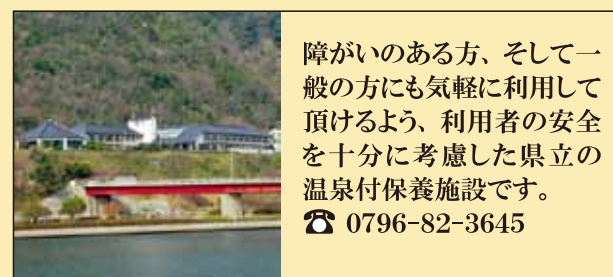 障がいのある方、そして一
般の方にも気軽に利用して
頂けるよう、利用者の安全
を十分に考慮した県立の
温泉付保養施設です。
☎ 0796-82-3645